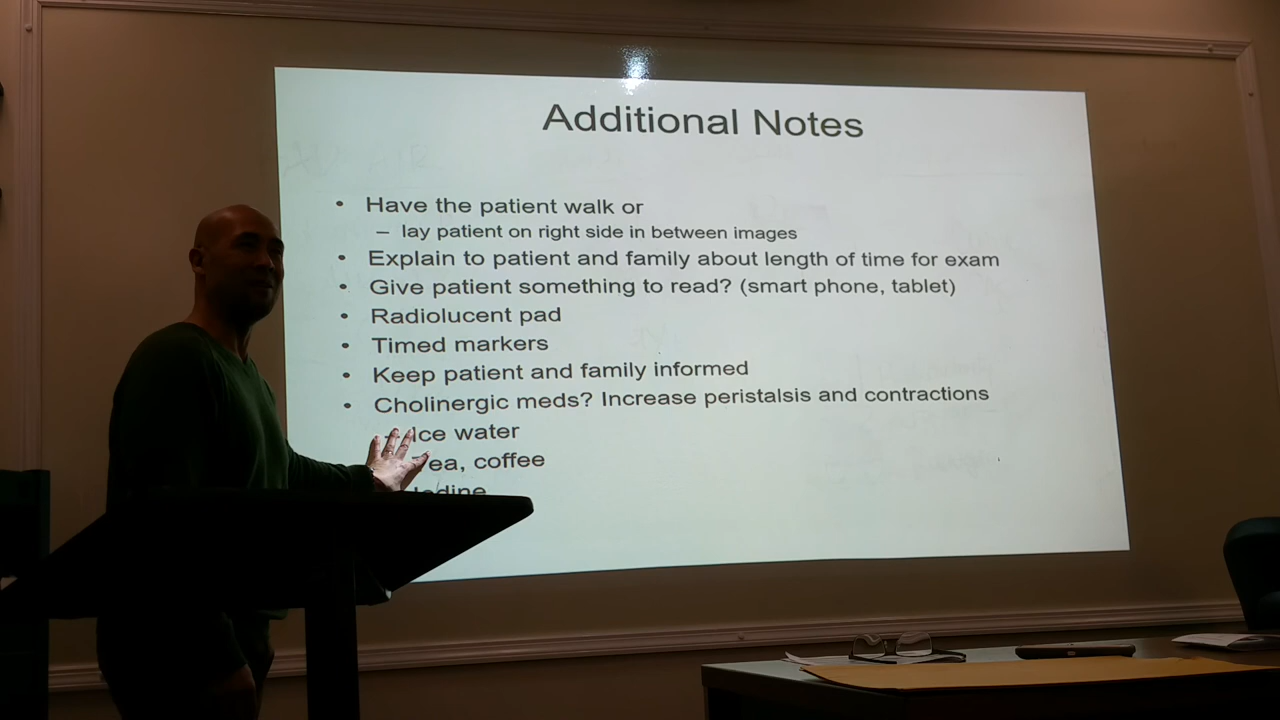 Additional Notes
• Have the patient walk or
– lay patient on right side in between images
• Explain to patient and family about length of time for exam
• Give patient something to read? (smart phone, tablet)
• Radiolucent pad
• Timed markers
• Keep patient and family informed
• Cholinergic meds? Increase peristalsis and contractions
Ice water
ea, coffee